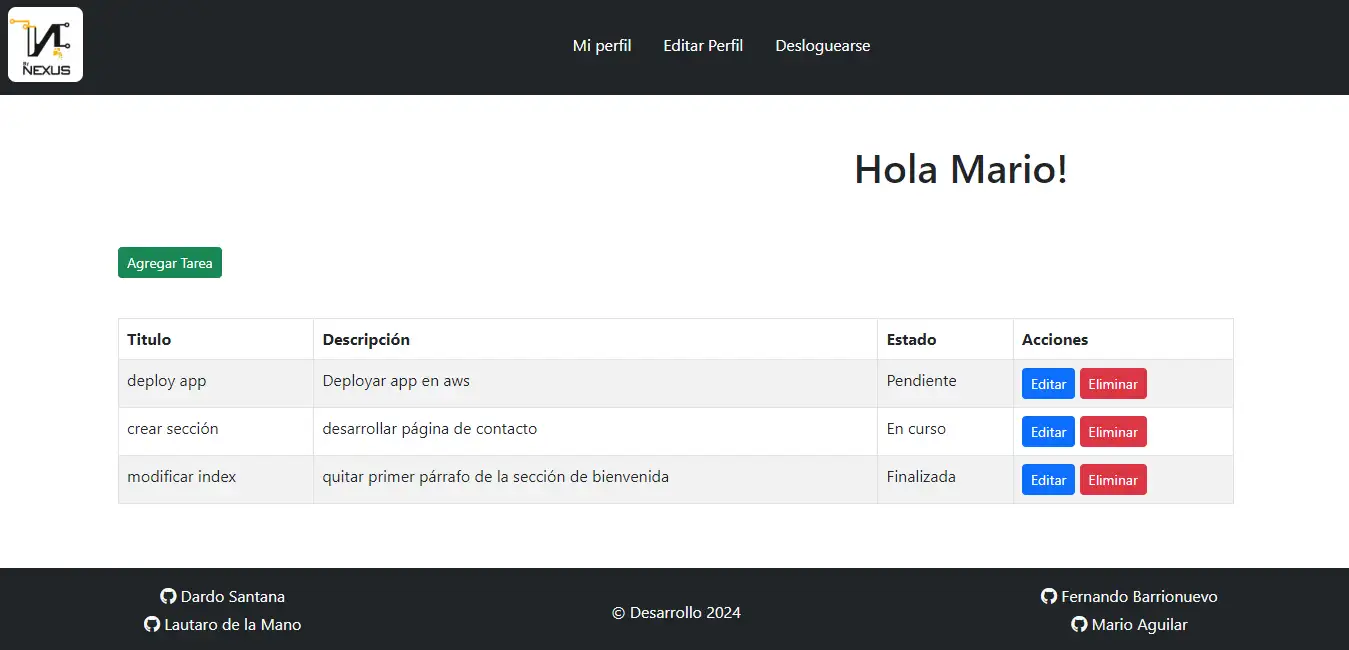 By
NEXUS
Mi perfil Editar Perfil Desloguearse
Hola Mario!
Agregar Tarea
Titulo Descripción Estado Acciones
deploy app Deployar app en aws Pendiente Editar Eliminar
crear sección desarrollar página de contacto En curso Editar Eliminar
modificar index quitar primer párrafo de la sección de bienvenida Finalizada Editar Eliminar
Dardo Santana
Lautaro de la Mano
© Desarrollo 2024
Fernando Barrionuevo
Mario Aguilar